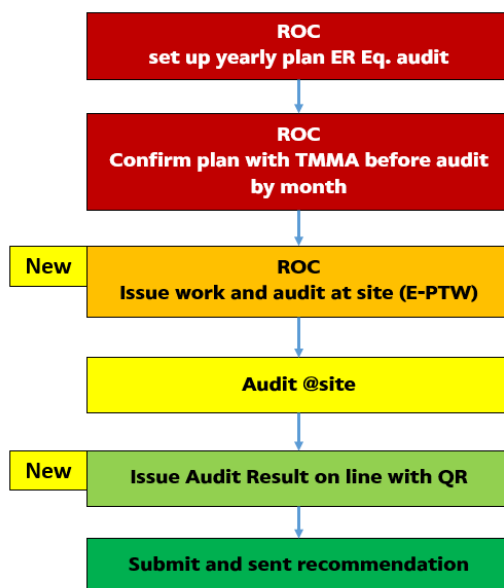 ROC
set up yearly plan ER Eq. audit
ROC
Confirm plan with TMMA before audit
by month
New
ROC
Issue work and audit at site (E-PTW)
Audit @site
New
Issue Audit Result on line with QR
Submit and sent recommendation